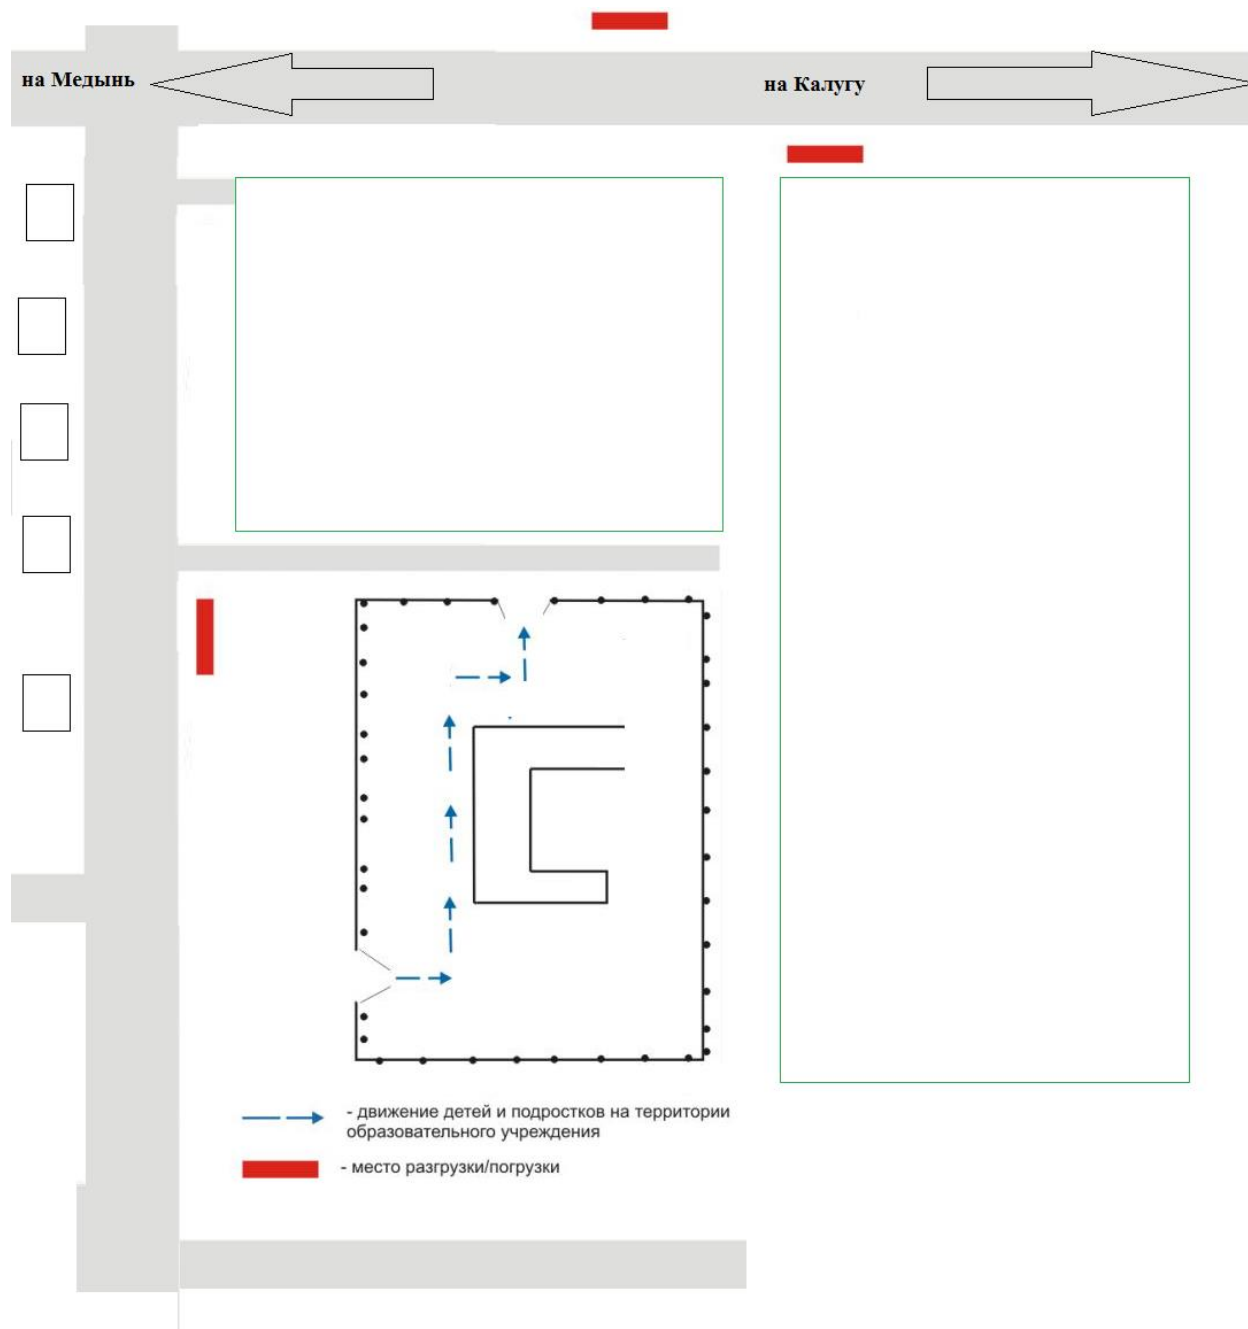 на Медынь
на Калугу
- движение детей и подростков на территории
образовательного учреждения
- место разгрузки/погрузки